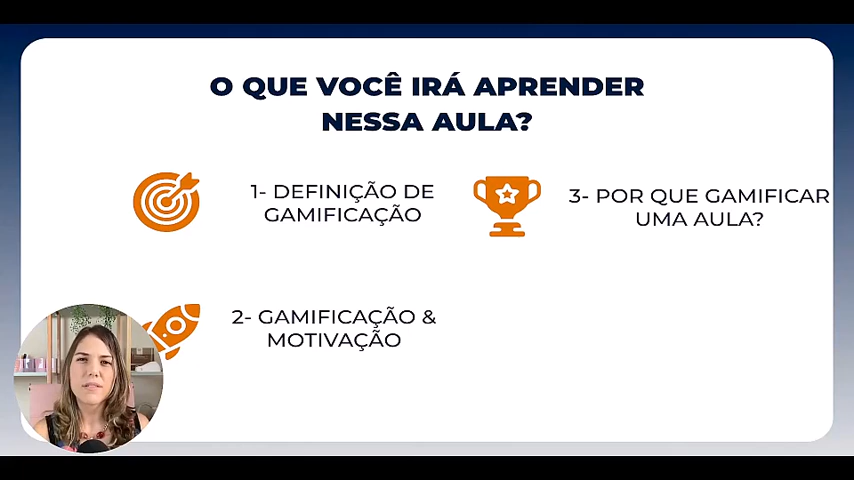 O QUE VOCÊ IRÁ APRENDER
NESSA AULA?
1- DEFINIÇÃO DE
GAMIFICAÇÃO
2- GAMIFICAÇÃO &
MOTIVAÇÃO
3- POR QUE GAMIFICAR
UMA AULA?